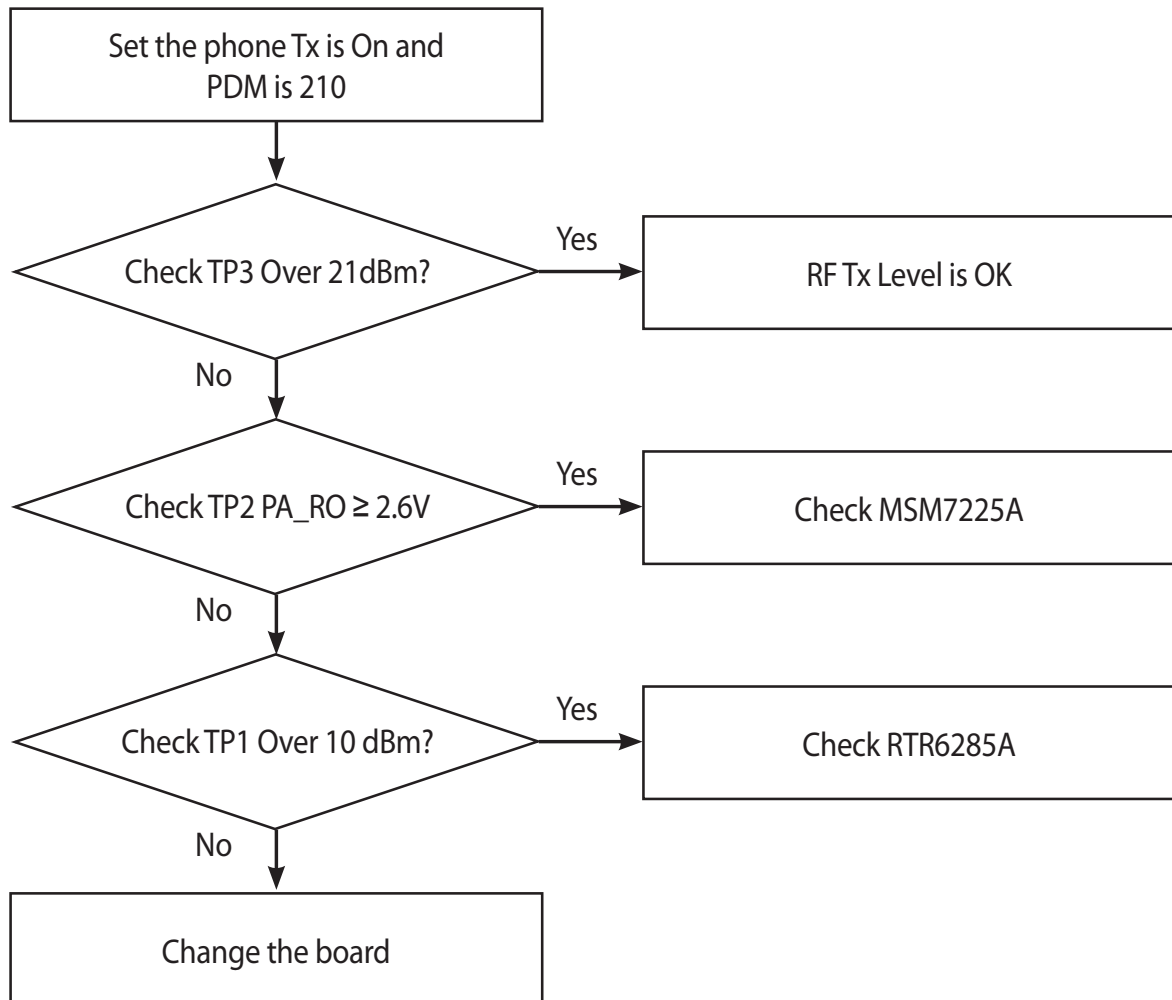 Set the phone Tx is On and
PDM is 210
Check TP3 Over 21dBm?
Yes
RF Tx Level is OK
No
Check TP2 PA_RO ≥ 2.6V
Yes
Check MSM7225A
No
Check TP1 Over 10 dBm?
Yes
Check RTR6285A
No
Change the board